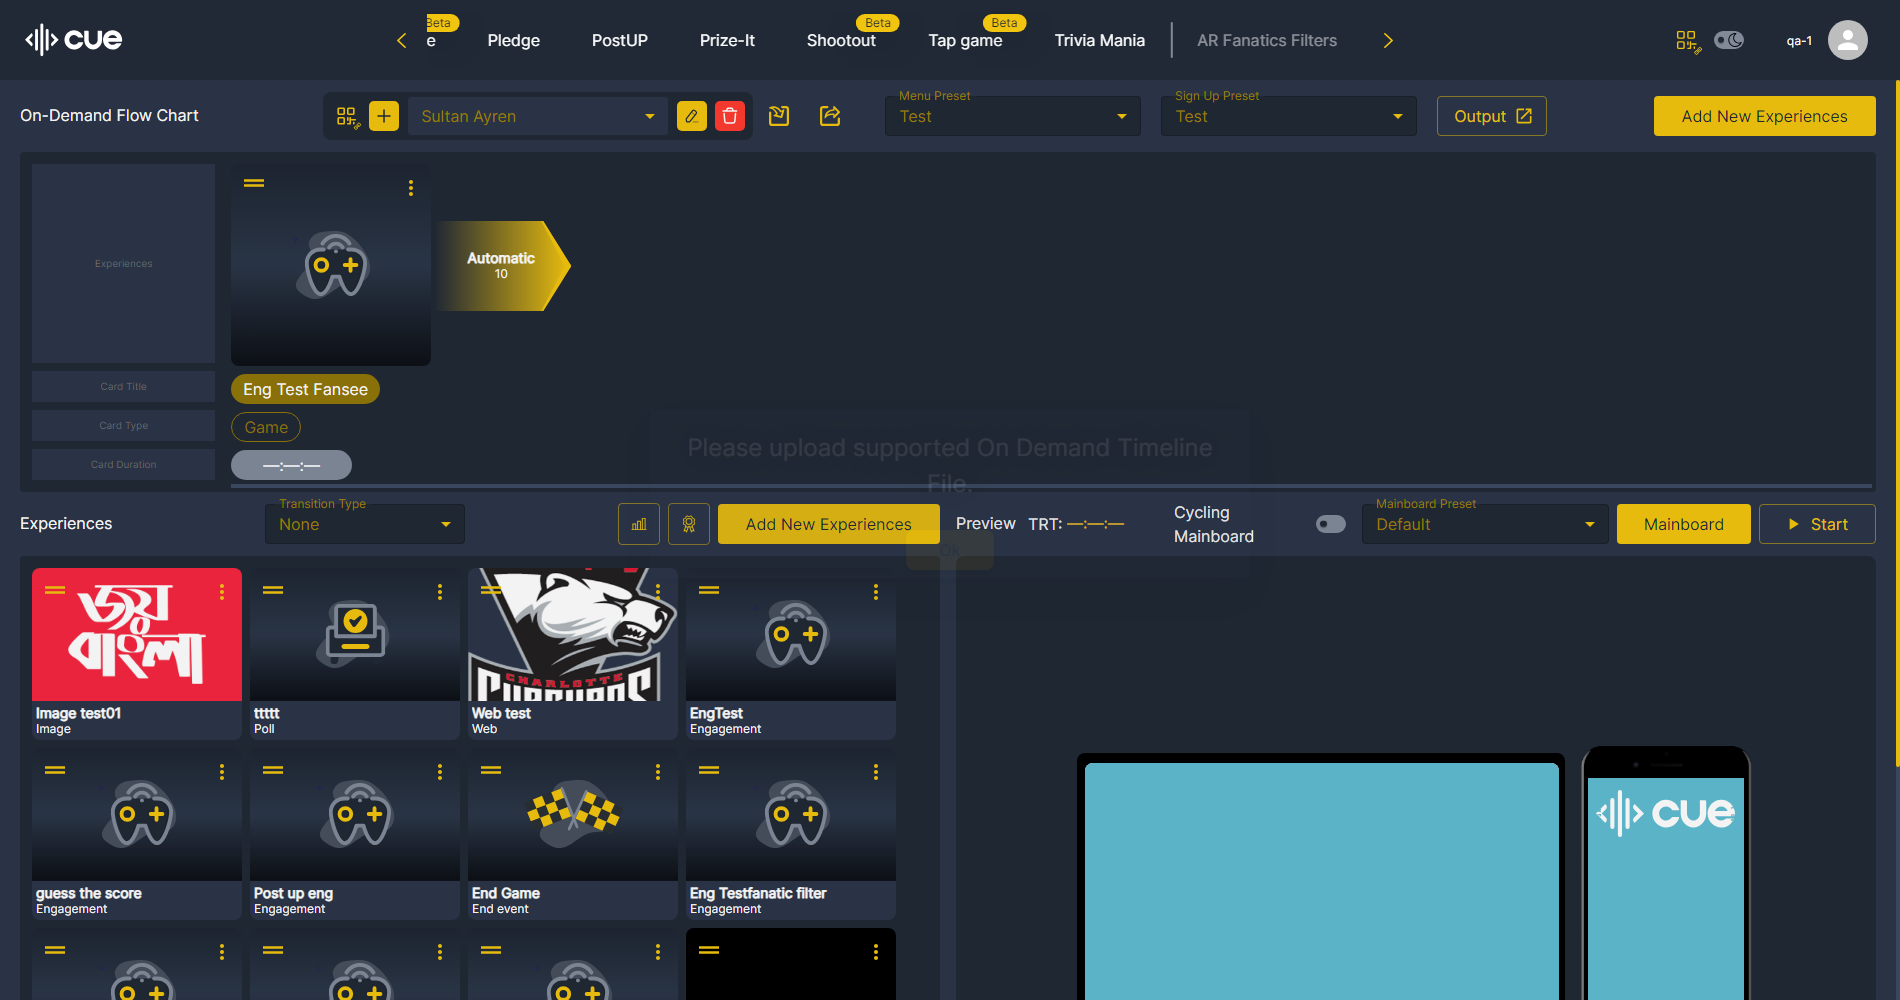 cue
Beta
Beta
Beta
e
Pledge
PostUP
Prize-It
Shootout
Tap game
Trivia Mania
AR Fanatics Filters
qa-1
On-Demand Flow Chart
Sultan Ayren
Menu Preset
Test
Sign Up Preset
Test
Output
Add New Experiences
Experiences
Automatic
10
Card Title
Eng Test Fansee
Card Type
Game
Card Duration
—:—:—
Please upload supported On Demand Timeline
File.
Ok
Experiences
Transition Type
None
Add New Experiences
Preview
TRT: —:—:—
Cycling
Mainboard
Mainboard Preset
Default
Mainboard
Start
জয়
বাংলা
CHARLOTTE
Image test01
Image
ttttt
Poll
Web test
Web
EngTest
Engagement
guess the score
Engagement
Post up eng
Engagement
End Game
End event
Eng Testfanatic filter
Engagement
cue